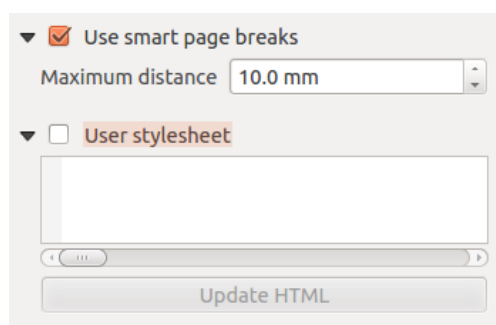 Use smart page breaks
Maximum distance 10.0 mm
User stylesheet
Update HTML